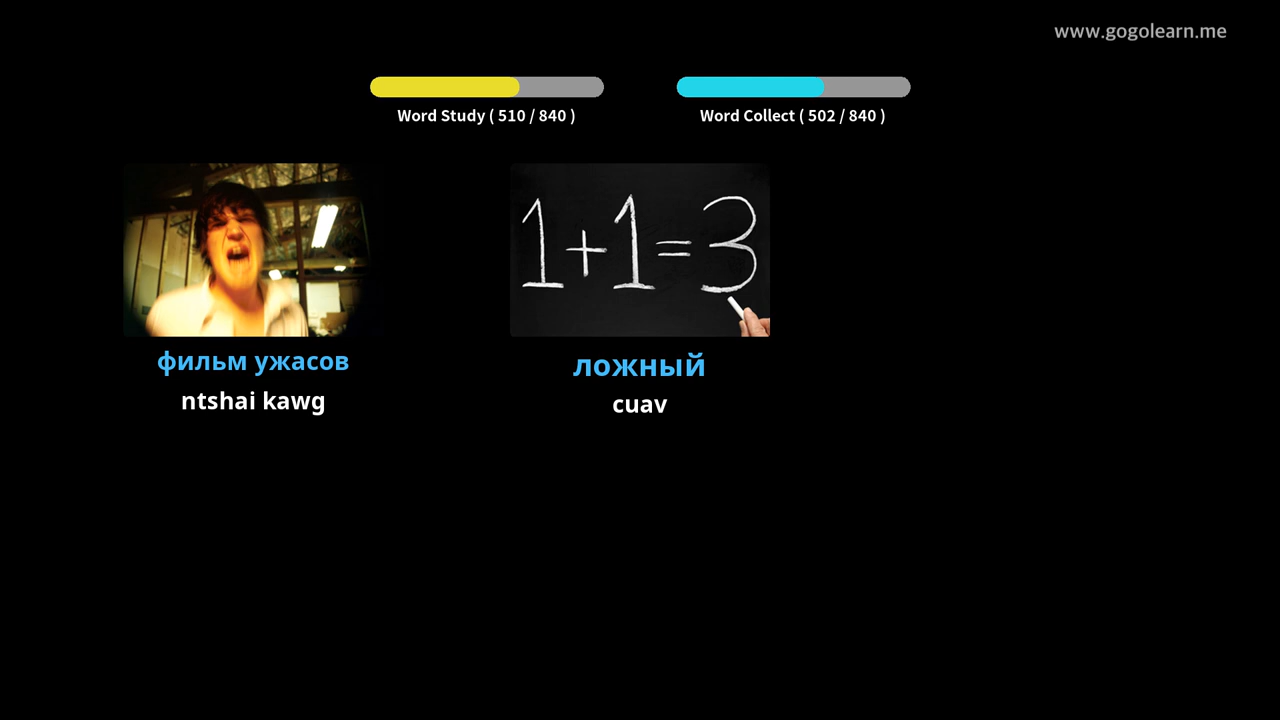 www.gogolearn.me
Word Study ( 510 / 840 )
Word Collect ( 502 / 840 )
1+1=3
фильм ужасов
ntshai kawg
ложный
cuav